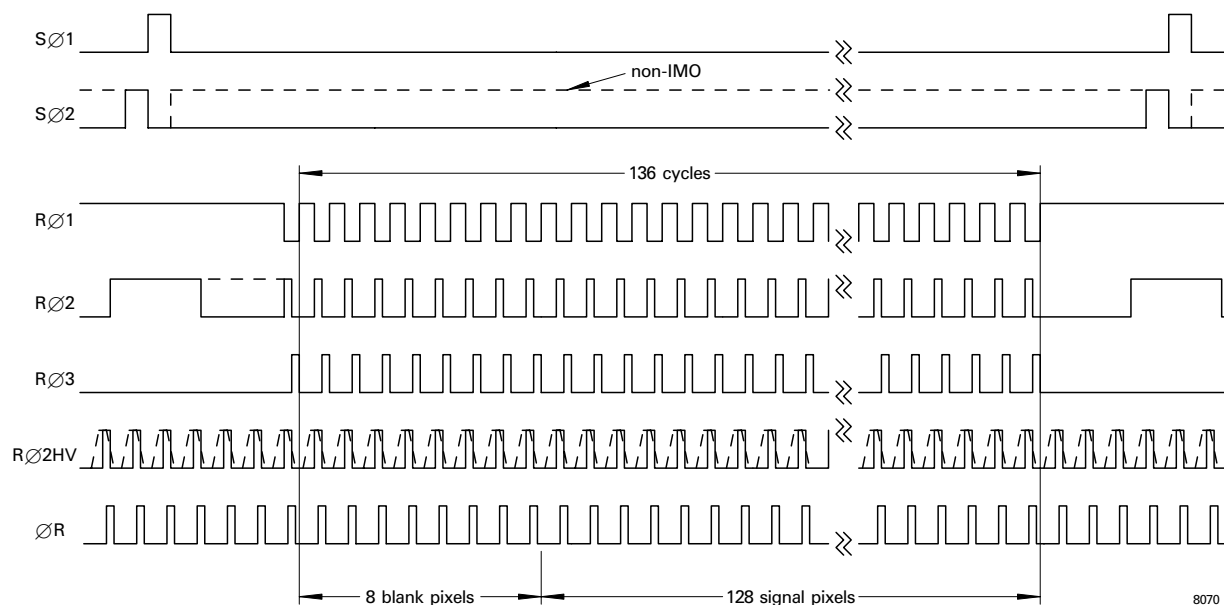 SØ1
non-IMO
SØ2
136 cycles
RØ1
RØ2
RØ3
RØ2HV
ØR
8 blank pixels
128 signal pixels
8070